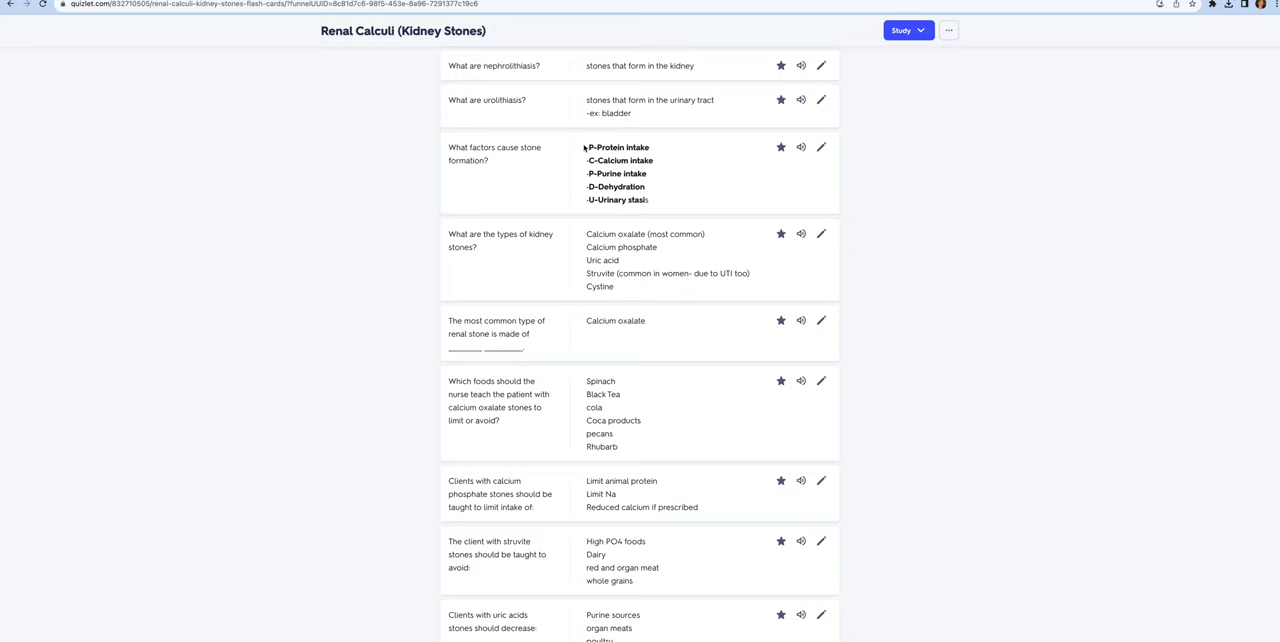 quizlet.com/832710505/renal-calculi-kidney-stones-flash-cards/?funnelUUID=8c81d7c6-98f5-453e-8a96-7291377c19c6
Renal Calculi (Kidney Stones)
Study
What are nephrolithiasis?
stones that form in the kidney
What are urolithiasis?
stones that form in the urinary tract
-ex: bladder
What factors cause stone
formation?
·P-Protein intake
·C-Calcium intake
·P-Purine intake
·D-Dehydration
·U-Urinary stasis
What are the types of kidney
stones?
Calcium oxalate (most common)
Calcium phosphate
Uric acid
Struvite (common in women- due to UTI too)
Cystine
The most common type of
renal stone is made of
________ _________.
Calcium oxalate
Which foods should the
nurse teach the patient with
calcium oxalate stones to
limit or avoid?
Spinach
Black Tea
cola
Coca products
pecans
Rhubarb
Clients with calcium
phosphate stones should be
taught to limit intake of:
Limit animal protein
Limit Na
Reduced calcium if prescribed
The client with struvite
stones should be taught to
avoid:
High PO4 foods
Dairy
red and organ meat
whole grains
Clients with uric acids
stones should decrease:
Purine sources
organ meats
poultry